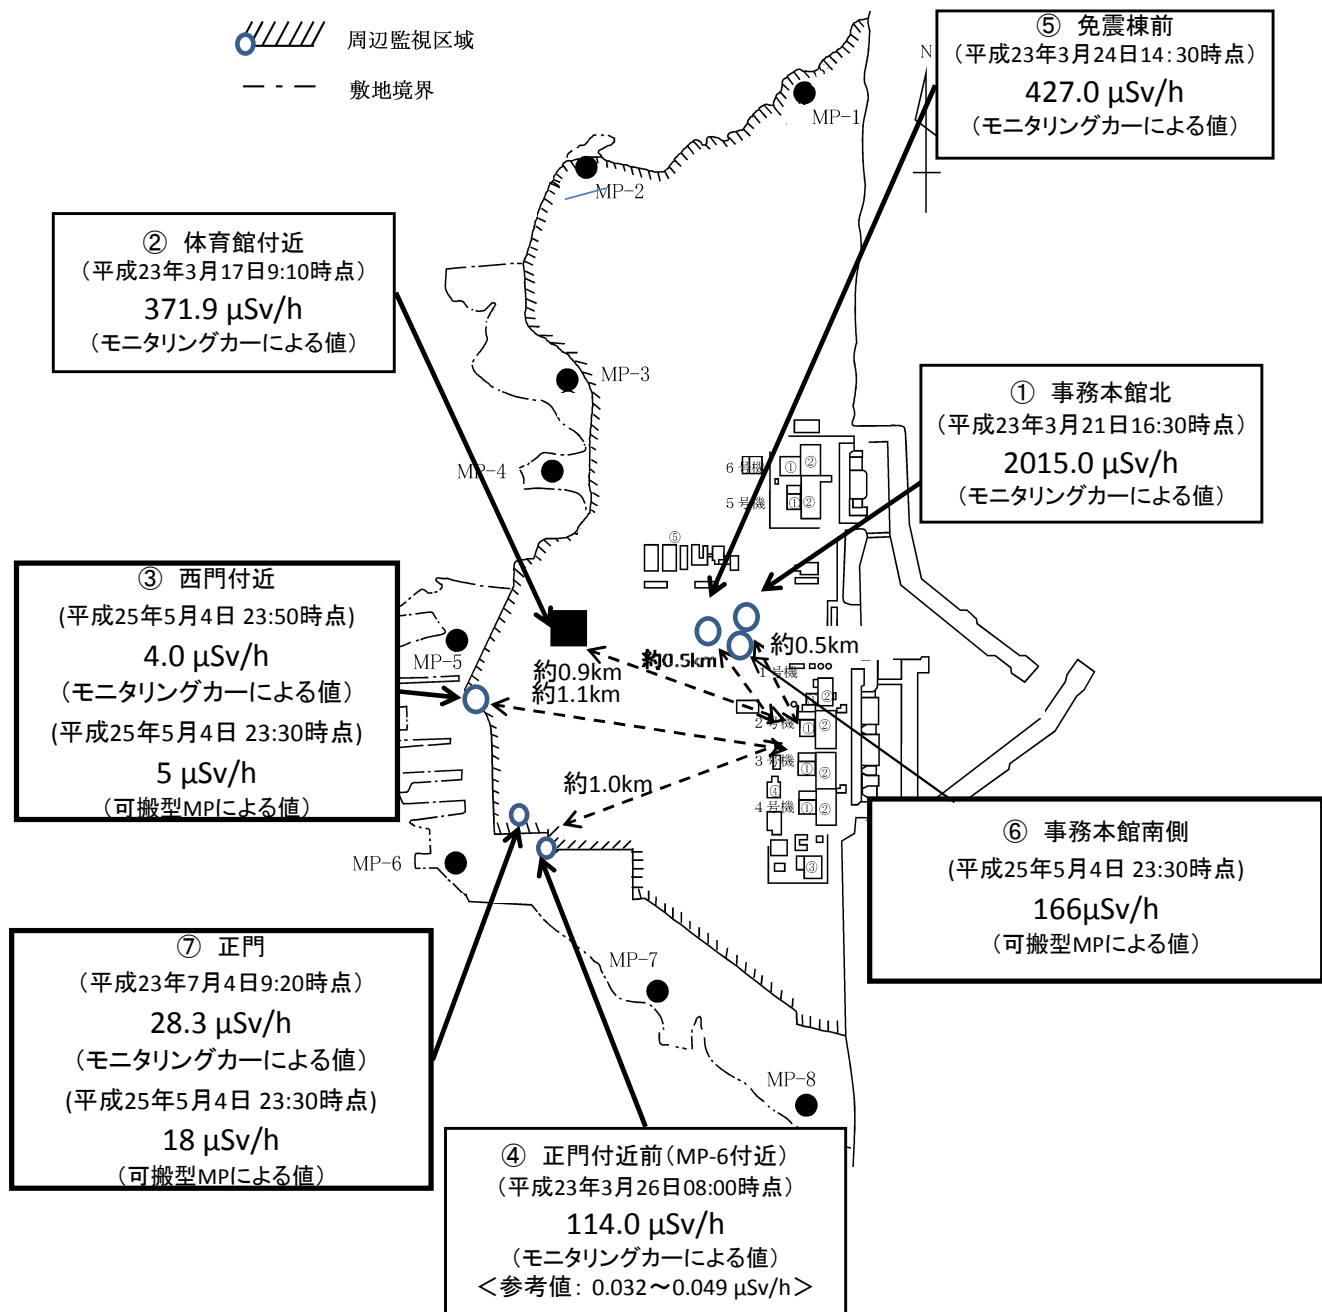 周辺監視区域
敷地境界
⑤ 免震棟前
（平成23年3月24日14：30時点）
427.0 µSv/h
（モニタリングカーによる値）
N
MP-1
MP-2
② 体育館付近
（平成23年3月17日9:10時点）
371.9 µSv/h
（モニタリングカーによる値）
MP-3
① 事務本館北
（平成23年3月21日16:30時点）
2015.0 µSv/h
（モニタリングカーによる値）
MP-4
6号機
① ②
5号機
① ②
⑤
③ 西門付近
(平成25年5月4日 23:50時点)
4.0 µSv/h
（モニタリングカーによる値）
(平成25年5月4日 23:30時点)
5 µSv/h
（可搬型MPによる値）
MP-5
約0.9km
約1.1km
約0.5km
約0.5km
1号機
②
2号機
① ②
3号機
① ②
④
4号機
① ②
③
約1.0km
MP-6
⑥ 事務本館南側
(平成25年5月4日 23:30時点)
166µSv/h
（可搬型MPによる値）
⑦ 正門
（平成23年7月4日9:20時点）
28.3 µSv/h
（モニタリングカーによる値）
(平成25年5月4日 23:30時点)
18 µSv/h
（可搬型MPによる値）
MP-7
MP-8
④ 正門付近前（MP-6付近）
（平成23年3月26日08:00時点）
114.0 µSv/h
（モニタリングカーによる値）
＜参考値：0.032～0.049 µSv/h＞